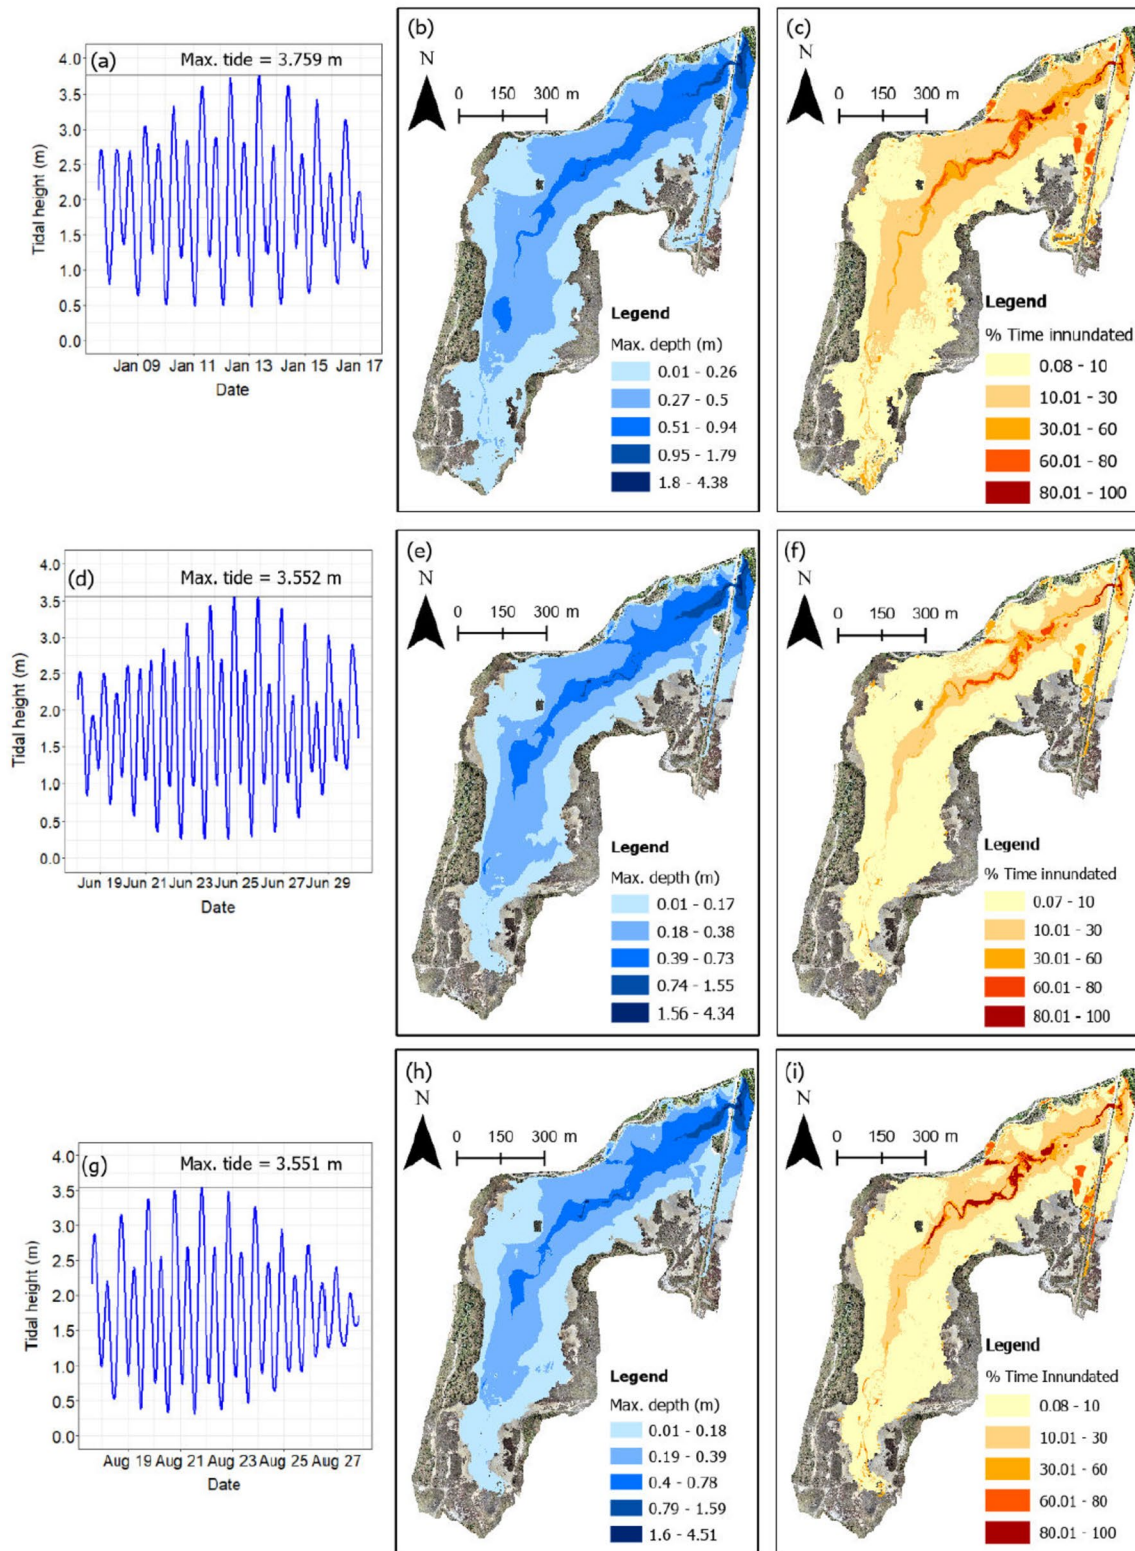 (a)
Max. tide = 3.759 m
4.0
3.5
3.0
2.5
2.0
1.5
1.0
0.5
0.0
Tidal height (m)
Jan 09 Jan 11 Jan 13 Jan 15 Jan 17
Date
(b)
N
0 150 300 m
Legend
Max. depth (m)
0.01 - 0.26
0.27 - 0.5
0.51 - 0.94
0.95 - 1.79
1.8 - 4.38
(c)
N
0 150 300 m
Legend
% Time innundated
0.08 - 10
10.01 - 30
30.01 - 60
60.01 - 80
80.01 - 100
(d)
Max. tide = 3.552 m
4.0
3.5
3.0
2.5
2.0
1.5
1.0
0.5
0.0
Tidal height (m)
Jun 19 Jun 21 Jun 23 Jun 25 Jun 27 Jun 29
Date
(e)
N
0 150 300 m
Legend
Max. depth (m)
0.01 - 0.17
0.18 - 0.38
0.39 - 0.73
0.74 - 1.55
1.56 - 4.34
(f)
N
0 150 300 m
Legend
% Time innundated
0.07 - 10
10.01 - 30
30.01 - 60
60.01 - 80
80.01 - 100
(g)
Max. tide = 3.551 m
4.0
3.5
3.0
2.5
2.0
1.5
1.0
0.5
0.0
Tidal height (m)
Aug 19 Aug 21 Aug 23 Aug 25 Aug 27
Date
(h)
N
0 150 300 m
Legend
Max. depth (m)
0.01 - 0.18
0.19 - 0.39
0.4 - 0.78
0.79 - 1.59
1.6 - 4.51
(i)
N
0 150 300 m
Legend
% Time Innundated
0.08 - 10
10.01 - 30
30.01 - 60
60.01 - 80
80.01 - 100